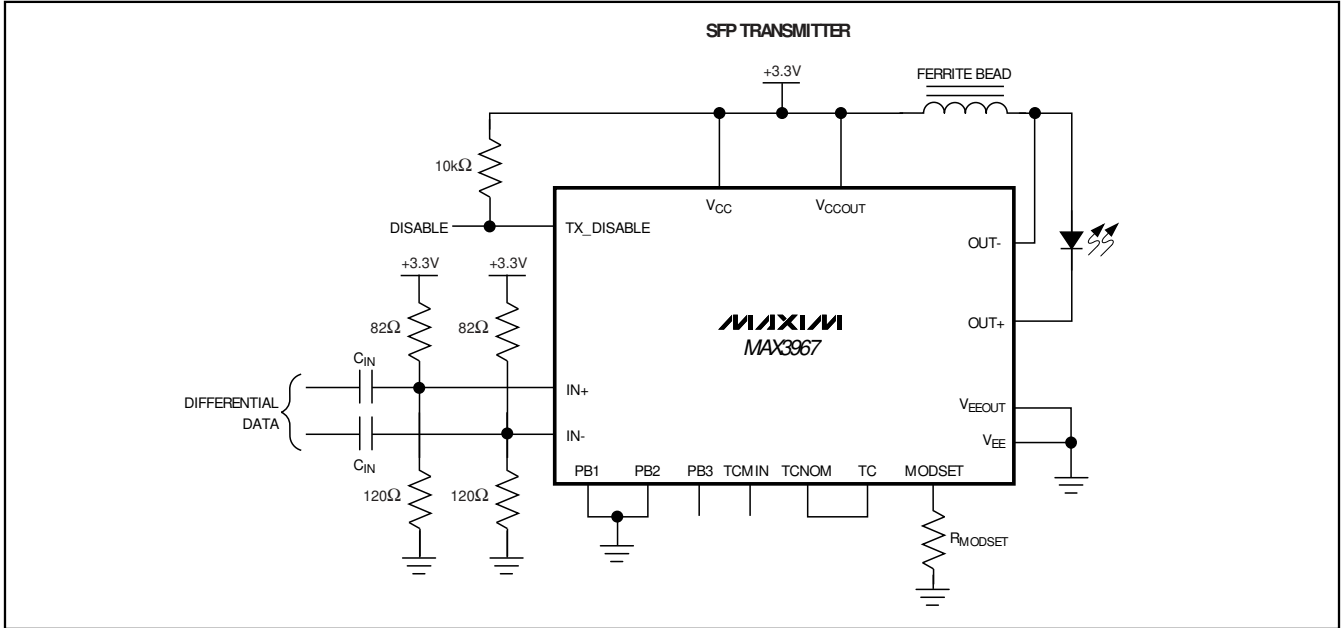 SFP TRANSMITTER
+3.3V
FERRITE BEAD
10kΩ
VCC
VCCOUT
DISABLE
TX_DISABLE
OUT-
+3.3V
+3.3V
82Ω
82Ω
MAXIM
MAX3967
OUT+
CIN
IN+
DIFFERENTIAL
DATA
VEEOUT
IN-
VEE
CIN
PB1
PB2
PB3
TCMIN
TCNOM
TC
MODSET
120Ω
120Ω
RMODSET